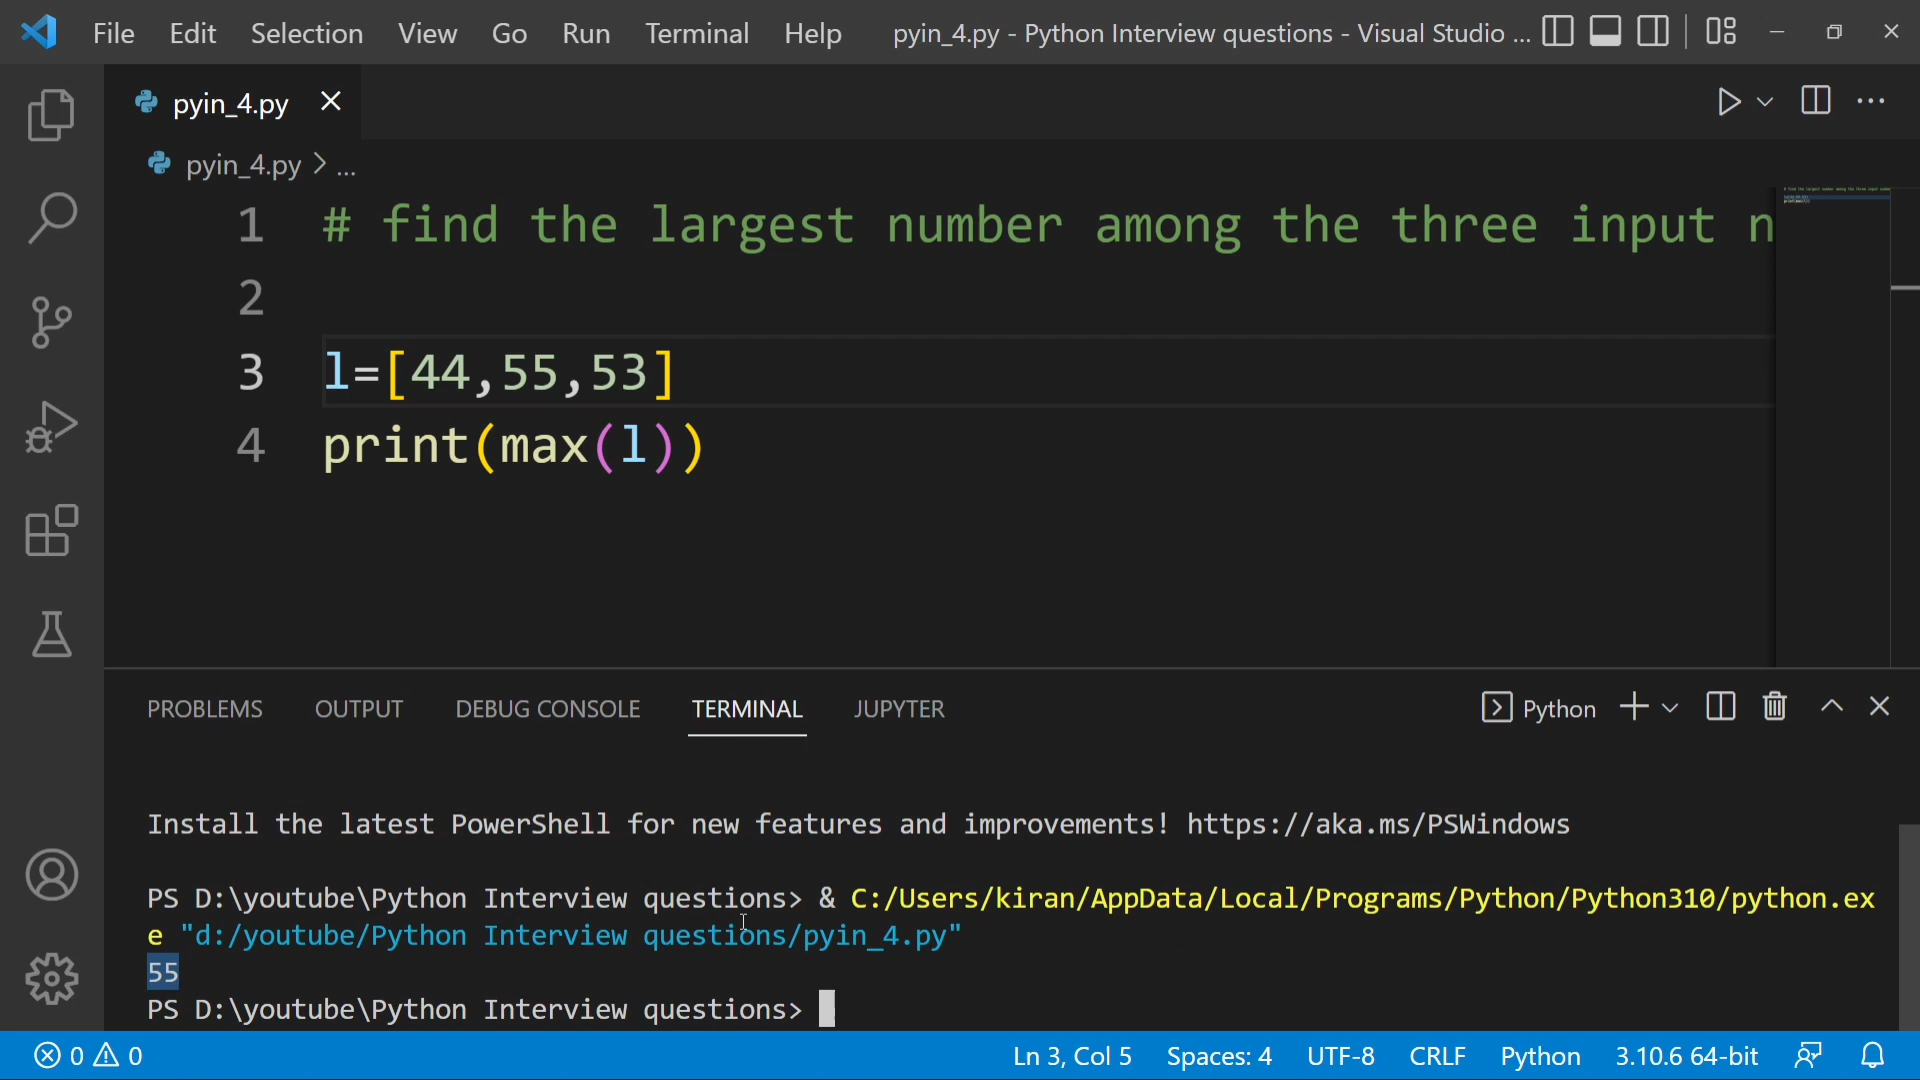 File Edit Selection View Go Run Terminal Help pyin_4.py - Python Interview questions - Visual Studio ...
pyin_4.py
pyin_4.py > ...
1 # find the largest number among the three input n
2
3 l=[44,55,53]
4 print(max(l))
PROBLEMS OUTPUT DEBUG CONSOLE TERMINAL JUPYTER Python
Install the latest PowerShell for new features and improvements! https://aka.ms/PSWindows
PS D:\youtube\Python Interview questions> & C:/Users/kiran/AppData/Local/Programs/Python/Python310/python.ex
e "d:/youtube/Python Interview questions/pyin_4.py"
55
PS D:\youtube\Python Interview questions>
0 0 Ln 3, Col 5 Spaces: 4 UTF-8 CRLF Python 3.10.6 64-bit